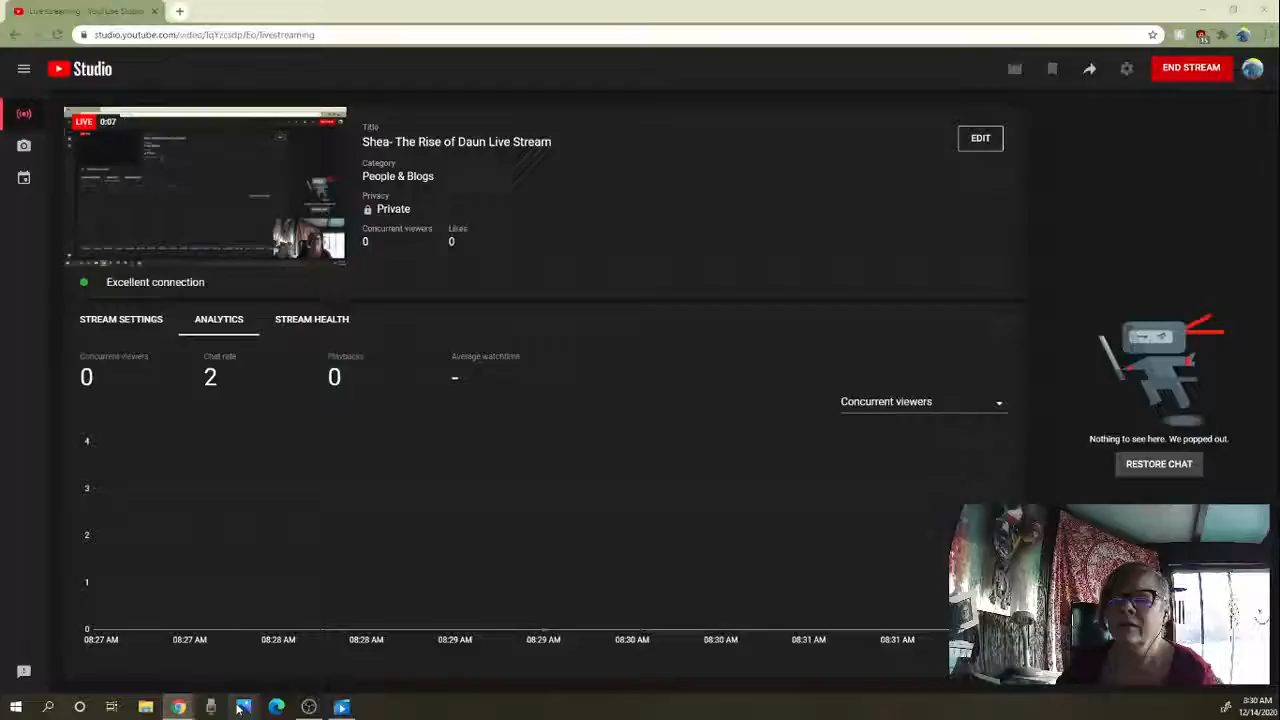 Live streaming - YouTube Studio
studio.youtube.com/video/
/livestreaming
Studio
END STREAM
LIVE 0:07
Title
Shea- The Rise of Daun Live Stream
EDIT
Category
People & Blogs
Privacy
Private
Concurrent viewers Likes
0 0
Excellent connection
STREAM SETTINGS ANALYTICS STREAM HEALTH
Concurrent viewers Chat rate Playbacks Average watchtime
0 2 0 -
Concurrent viewers
4
3
2
1
0
08:27 AM 08:27 AM 08:28 AM 08:28 AM 08:29 AM 08:29 AM 08:30 AM 08:30 AM 08:31 AM 08:31 AM
Nothing to see here. We popped out.
RESTORE CHAT
8:30 AM
12/14/2020